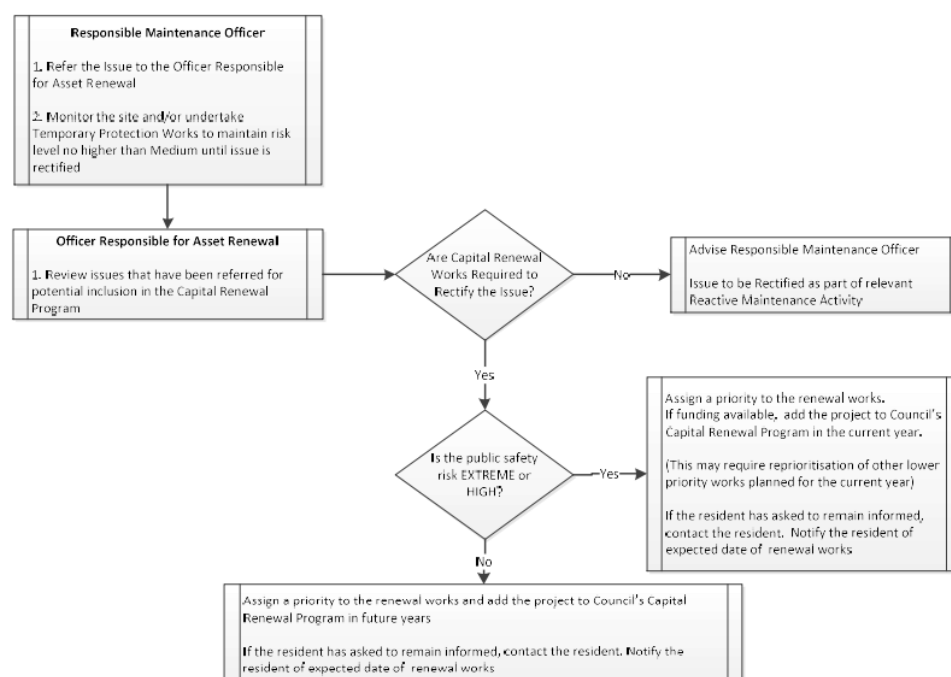 Responsible Maintenance Officer
1. Refer the Issue to the Officer Responsible
for Asset Renewal
2. Monitor the site and/or undertake
Temporary Protection Works to maintain risk
level no higher than Medium until issue is
rectified
Officer Responsible for Asset Renewal
1. Review issues that have been referred for
potential inclusion in the Capital Renewal
Program
Are Capital Renewal
Works Required to
Rectify the Issue?
No
Advise Responsible Maintenance Officer
Issue to be Rectified as part of relevant
Reactive Maintenance Activity
Yes
Is the public safety
risk EXTREME or
HIGH?
Yes
Assign a priority to the renewal works.
If funding available, add the project to Council's
Capital Renewal Program in the current year.
(This may require reprioritisation of other lower
priority works planned for the current year)
If the resident has asked to remain informed,
contact the resident. Notify the resident of
expected date of renewal works
No
Assign a priority to the renewal works and add the project to Council's Capital
Renewal Program in future years
If the resident has asked to remain informed, contact the resident. Notify the
resident of expected date of renewal works